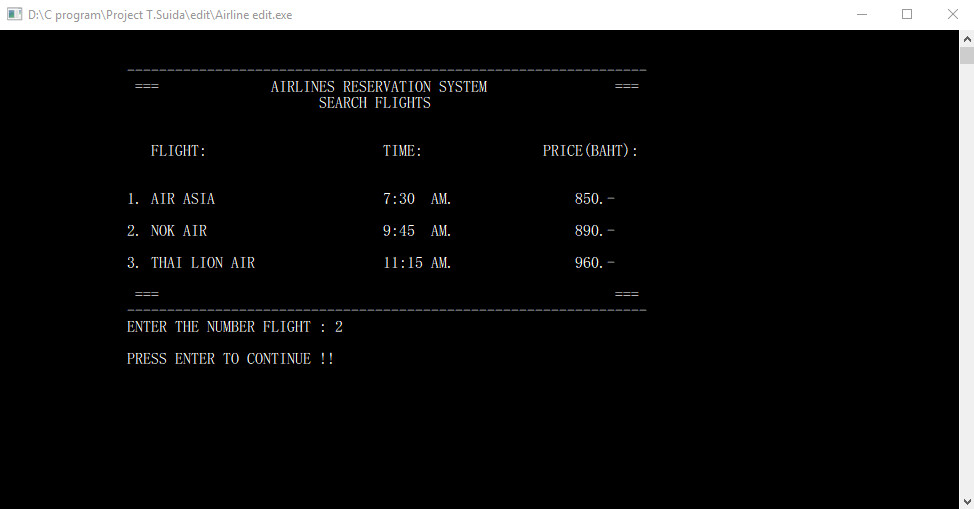 D:\C program\Project T.Suida\edit\Airline edit.exe
-----------------------------------------------------------------
=== AIRLINES RESERVATION SYSTEM ===
SEARCH FLIGHTS
FLIGHT: TIME: PRICE(BAHT):
1. AIR ASIA 7:30 AM. 850.-
2. NOK AIR 9:45 AM. 890.-
3. THAI LION AIR 11:15 AM. 960.-
=== ===
-----------------------------------------------------------------
ENTER THE NUMBER FLIGHT : 2
PRESS ENTER TO CONTINUE !!